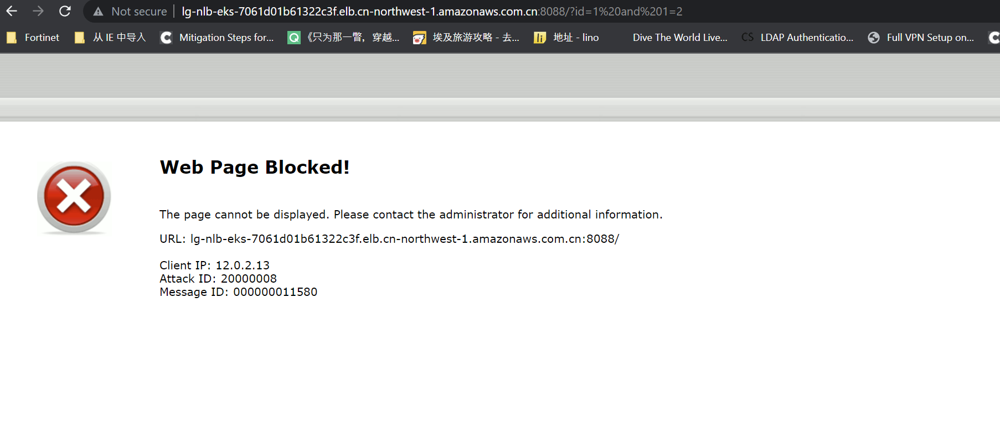 Not secure | lg-nlb-eks-7061d01b61322c3f.elb.cn-northwest-1.amazonaws.com.cn:8088/?id=1%20and%201=2
Fortinet 从 IE 中导入 Mitigation Steps for... 《只为那一瞥，穿越... 埃及旅游攻略 - 去... 地址 - lino Dive The World Live... CS LDAP Authenticatio... Full VPN Setup on...
Web Page Blocked!
The page cannot be displayed. Please contact the administrator for additional information.
URL: lg-nlb-eks-7061d01b61322c3f.elb.cn-northwest-1.amazonaws.com.cn:8088/
Client IP: 12.0.2.13
Attack ID: 20000008
Message ID: 000000011580